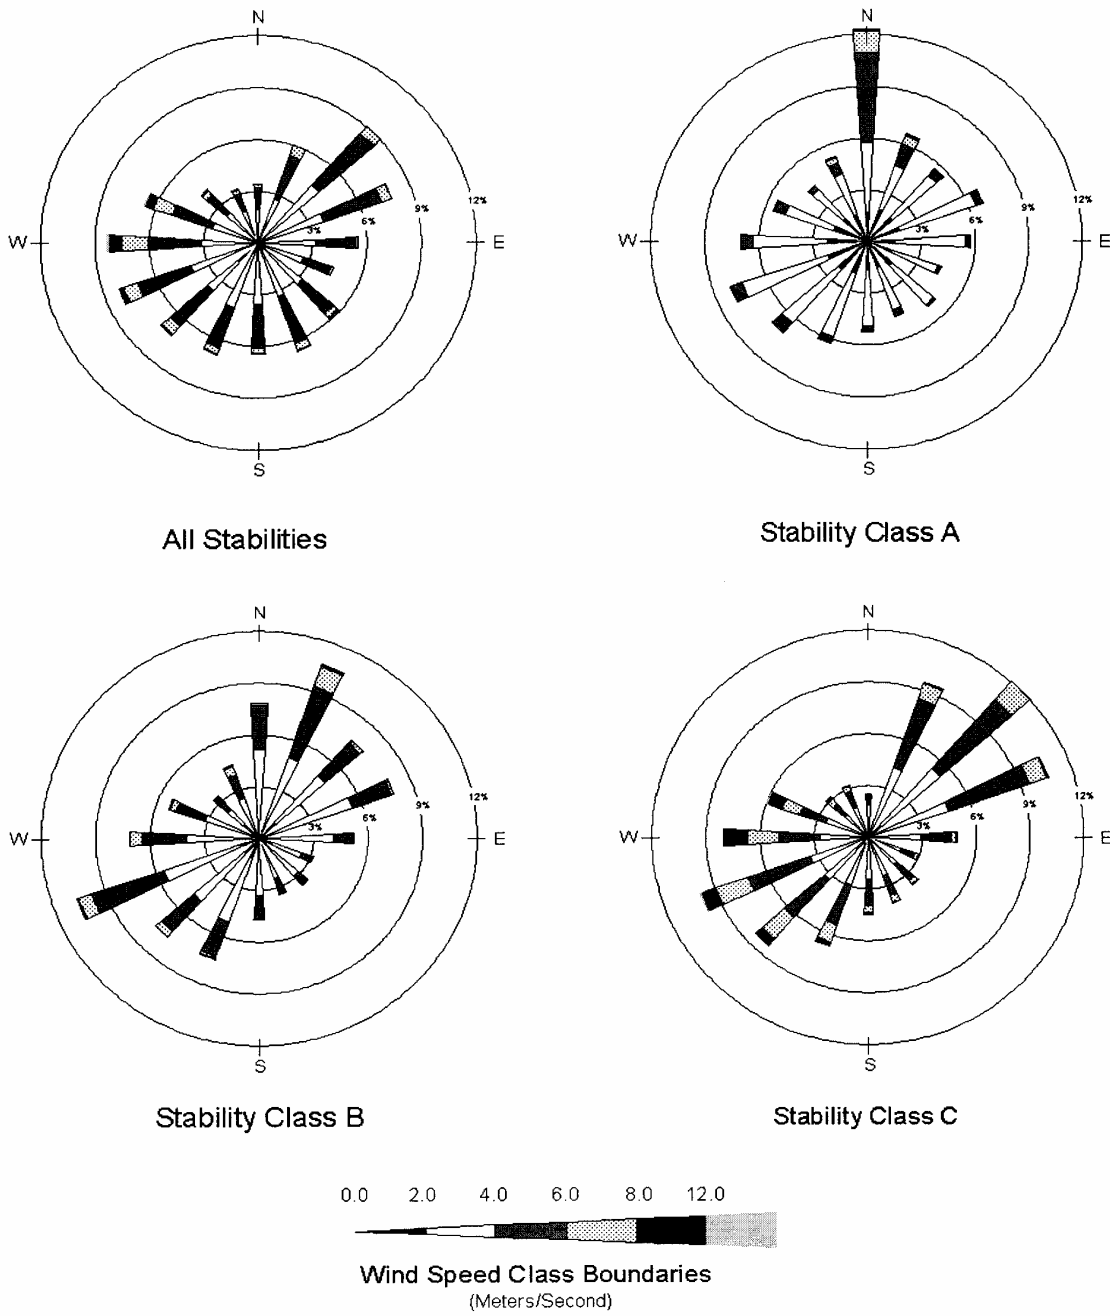 N
N
W
3%
6%
9%
12%
E
W
3%
6%
9%
12%
E
S
S
All Stabilities
Stability Class A
N
N
W
3%
6%
9%
12%
E
W
3%
6%
9%
12%
E
S
S
Stability Class B
Stability Class C
0.0 2.0 4.0 6.0 8.0 12.0
Wind Speed Class Boundaries
(Meters/Second)